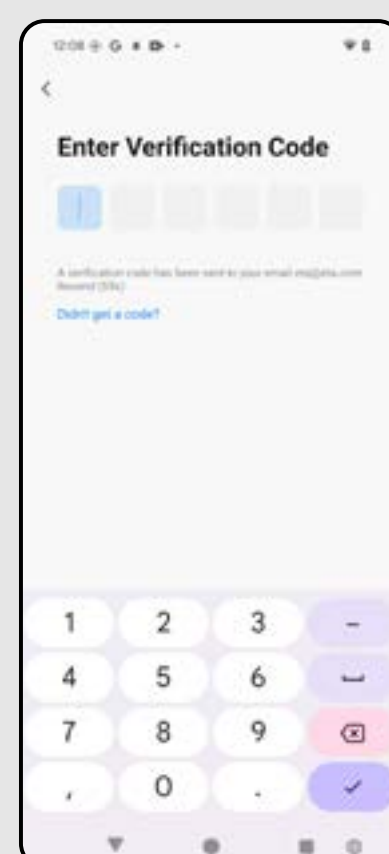 12:08 G
Enter Verification Code
A verification code has been sent to your email
Resend (59s)
Didn't get a code?
1 2 3 -
4 5 6
7 8 9
, 0 .